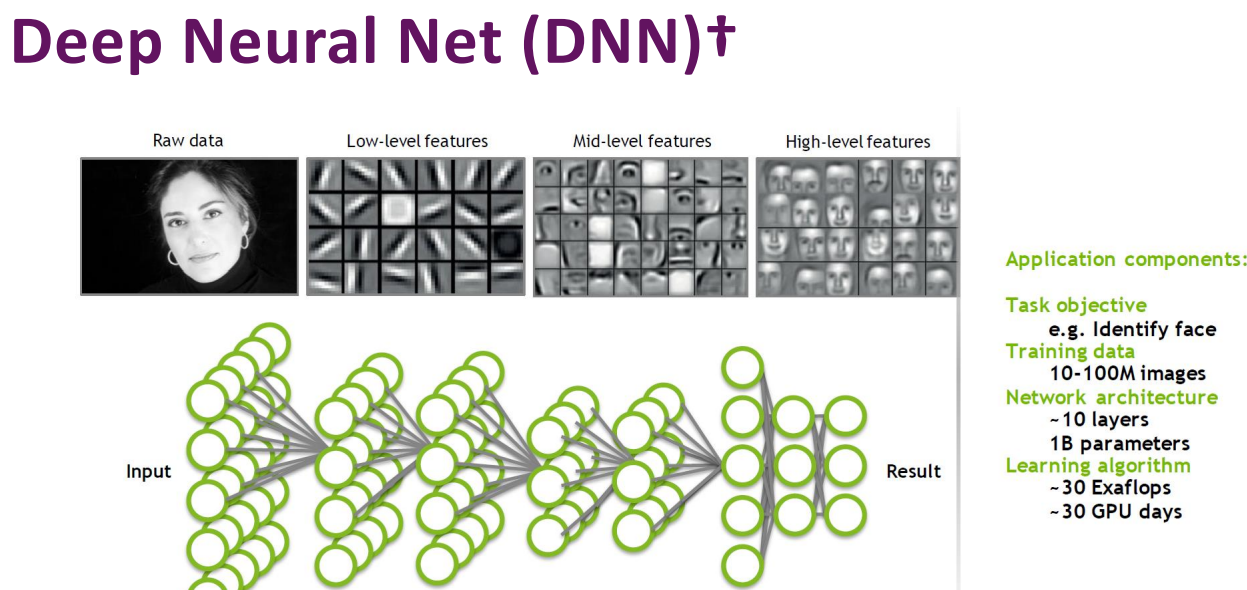 Deep Neural Net (DNN)†
Raw data
Low-level features
Mid-level features
High-level features
Input
Result
Application components:
Task objective
e.g. Identify face
Training data
10-100M images
Network architecture
~10 layers
1B parameters
Learning algorithm
~30 Exaflops
~30 GPU days